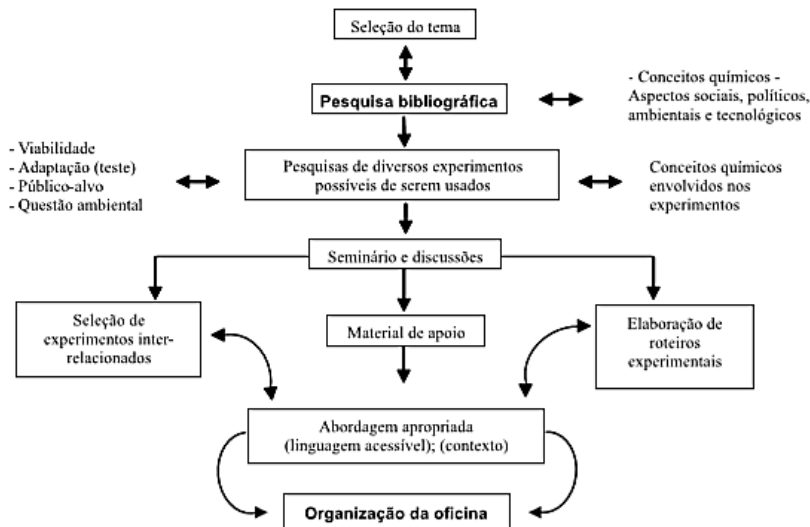 Seleção do tema
Pesquisa bibliográfica
- Conceitos químicos -
Aspectos sociais, políticos,
ambientais e tecnológicos
- Viabilidade
- Adaptação (teste)
- Público-alvo
- Questão ambiental
Pesquisas de diversos experimentos
possíveis de serem usados
Conceitos químicos
envolvidos nos
experimentos
Seminário e discussões
Seleção de
experimentos inter-
relacionados
Material de apoio
Elaboração de
roteiros
experimentais
Abordagem apropriada
(linguagem acessível); (contexto)
Organização da oficina